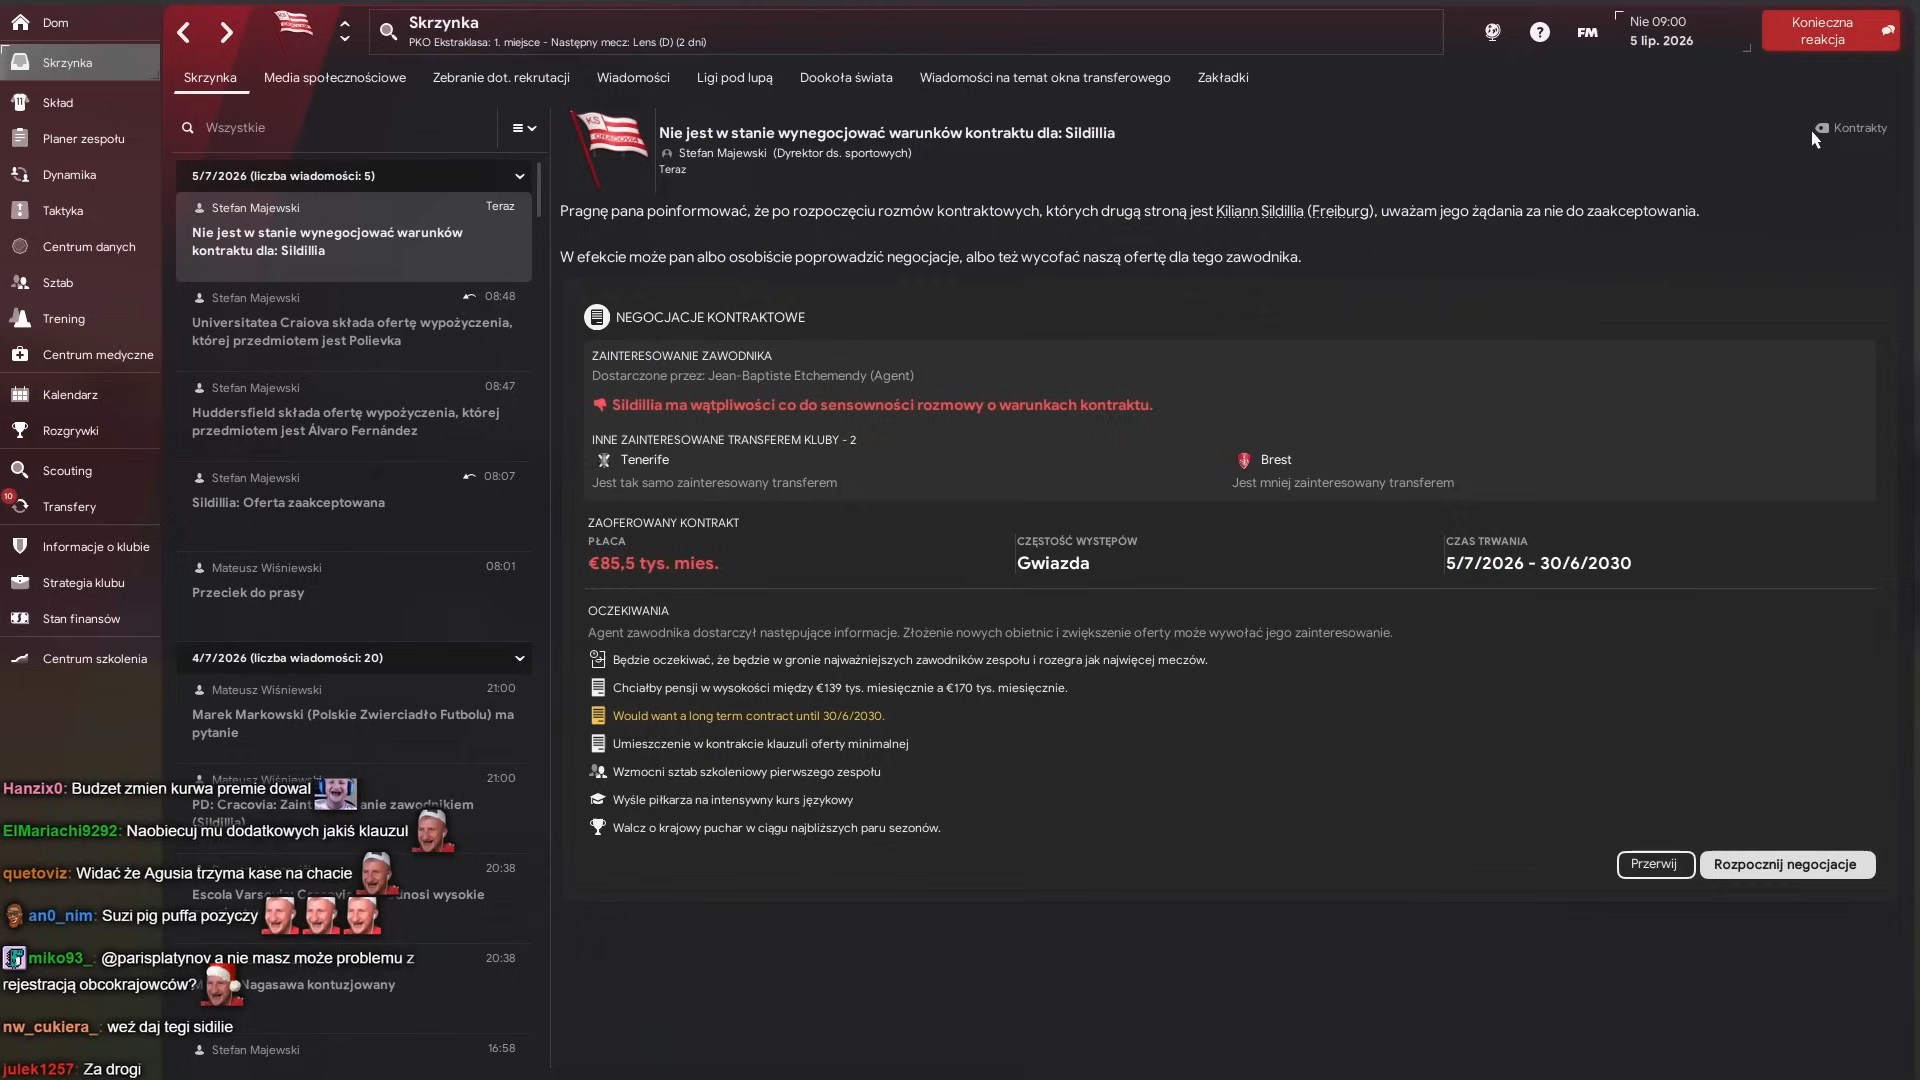 Dom
Skrzynka
Skład
Planer zespołu
Dynamika
Taktyka
Centrum danych
Sztab
Trening
Centrum medyczne
Kalendarz
Rozgrywki
Scouting
10
Transfery
Informacje o klubie
Strategia klubu
Stan finansów
Centrum szkolenia
Skrzynka
PKO Ekstraklasa: 1. miejsce - Następny mecz: Lens (D) (2 dni)
FM
Nie 09:00
5 lip. 2026
Konieczna
reakcja
Skrzynka
Media społecznościowe
Zebranie dot. rekrutacji
Wiadomości
Ligi pod lupą
Dookoła świata
Wiadomości na temat okna transferowego
Zakładki
Wszystkie
5/7/2026 (liczba wiadomości: 5)
Stefan Majewski Teraz
Nie jest w stanie wynegocjować warunków
kontraktu dla: Sildillia
Stefan Majewski 08:48
Universitatea Craiova składa ofertę wypożyczenia,
której przedmiotem jest Polievka
Stefan Majewski 08:47
Huddersfield składa ofertę wypożyczenia, której
przedmiotem jest Álvaro Fernández
Stefan Majewski 08:07
Sildillia: Oferta zaakceptowana
Mateusz Wiśniewski 08:01
Przeciek do prasy
4/7/2026 (liczba wiadomości: 20)
Mateusz Wiśniewski 21:00
Marek Markowski (Polskie Zwierciadło Futbolu) ma
pytanie
Mateusz Wiśniewski 21:00
PD: Cracovia: Zaint anie zawodnikiem
(Sildillia)
20:38
Escola Varsovia: Cracovia dnosi wysokie
20:38
Nagasawa kontuzjowany
Stefan Majewski 16:58
Hanzix0: Budzet zmien kurwa premie dowal
ElMariachi9292: Naobiecuj mu dodatkowych jakiś klauzul
quetoviz: Widać że Agusia trzyma kase na chacie
an0_nim: Suzi pig puffa pozyczy
miko93_: @parisplatynov a nie masz może problemu z
rejestracją obcokrajowców?
nw_cukiera_: weź daj tegi sidilie
julek1257: Za drogi
KS
CRACOVIA
Nie jest w stanie wynegocjować warunków kontraktu dla: Sildillia
Stefan Majewski (Dyrektor ds. sportowych)
Teraz
Kontrakty
Pragnę pana poinformować, że po rozpoczęciu rozmów kontraktowych, których drugą stroną jest Kiliann Sildillia (Freiburg), uważam jego żądania za nie do zaakceptowania.
W efekcie może pan albo osobiście poprowadzić negocjacje, albo też wycofać naszą ofertę dla tego zawodnika.
NEGOCJACJE KONTRAKTOWE
ZAINTERESOWANIE ZAWODNIKA
Dostarczone przez: Jean-Baptiste Etchemendy (Agent)
Sildillia ma wątpliwości co do sensowności rozmowy o warunkach kontraktu.
INNE ZAINTERESOWANE TRANSFEREM KLUBY - 2
Tenerife
Jest tak samo zainteresowany transferem
Brest
Jest mniej zainteresowany transferem
ZAOFEROWANY KONTRAKT
PŁACA
€85,5 tys. mies.
CZĘSTOŚĆ WYSTĘPÓW
Gwiazda
CZAS TRWANIA
5/7/2026 - 30/6/2030
OCZEKIWANIA
Agent zawodnika dostarczył następujące informacje. Złożenie nowych obietnic i zwiększenie oferty może wywołać jego zainteresowanie.
Będzie oczekiwać, że będzie w gronie najważniejszych zawodników zespołu i rozegra jak najwięcej meczów.
Chciałby pensji w wysokości między €139 tys. miesięcznie a €170 tys. miesięcznie.
Would want a long term contract until 30/6/2030.
Umieszczenie w kontrakcie klauzuli oferty minimalnej
Wzmocni sztab szkoleniowy pierwszego zespołu
Wyśle piłkarza na intensywny kurs językowy
Walcz o krajowy puchar w ciągu najbliższych paru sezonów.
Przerwij
Rozpocznij negocjacje